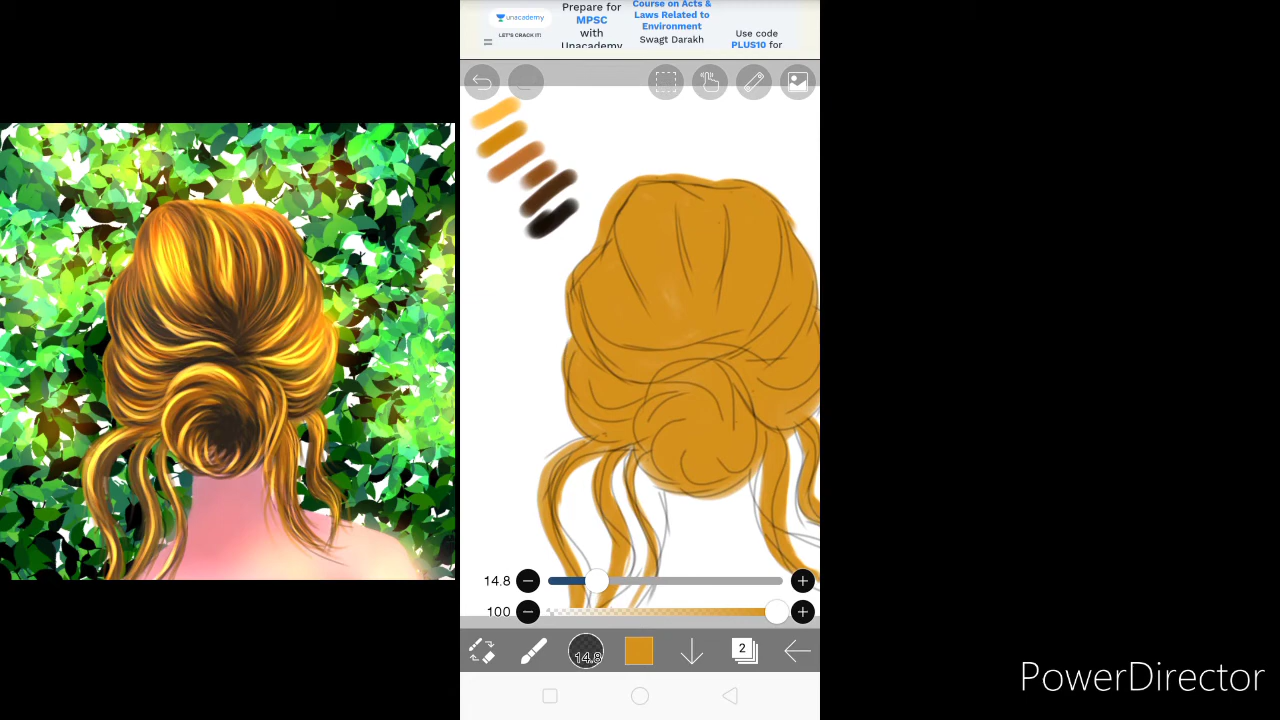 unacademy
LET'S CRACK IT!
Prepare for
MPSC
with
Unacademy
Course on Acts &
Laws Related to
Environment
Swagt Darakh
Use code
PLUS10 for
14.8
100
14.8
2
PowerDirector